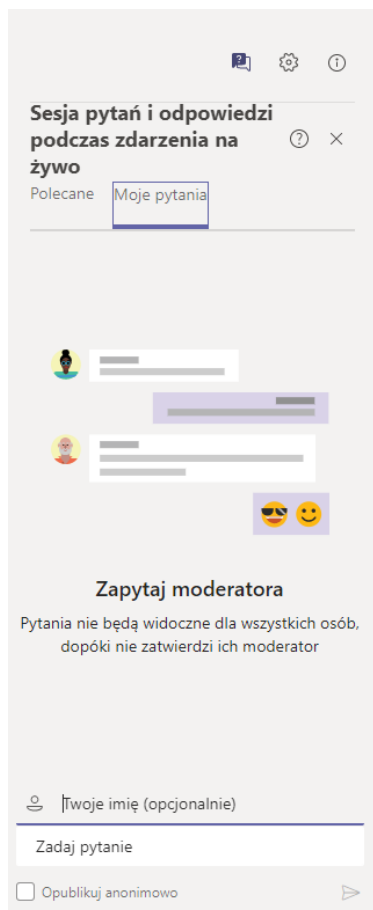 Sesja pytań i odpowiedzi
podczas zdarzenia na
żywo
Polecane Moje pytania
Zapytaj moderatora
Pytania nie będą widoczne dla wszystkich osób,
dopóki nie zatwierdzi ich moderator
Twoje imię (opcjonalnie)
Zadaj pytanie
Opublikuj anonimowo